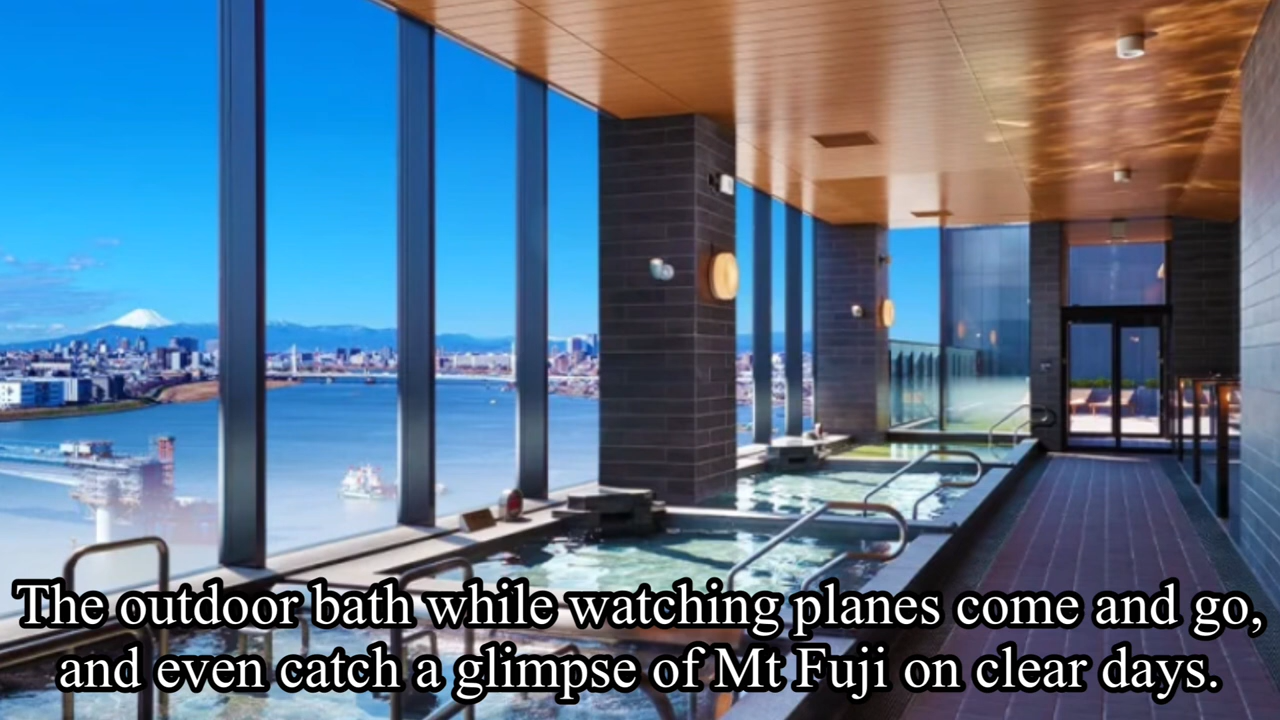 The outdoor bath while watching planes come and go,
and even catch a glimpse of Mt Fuji on clear days.